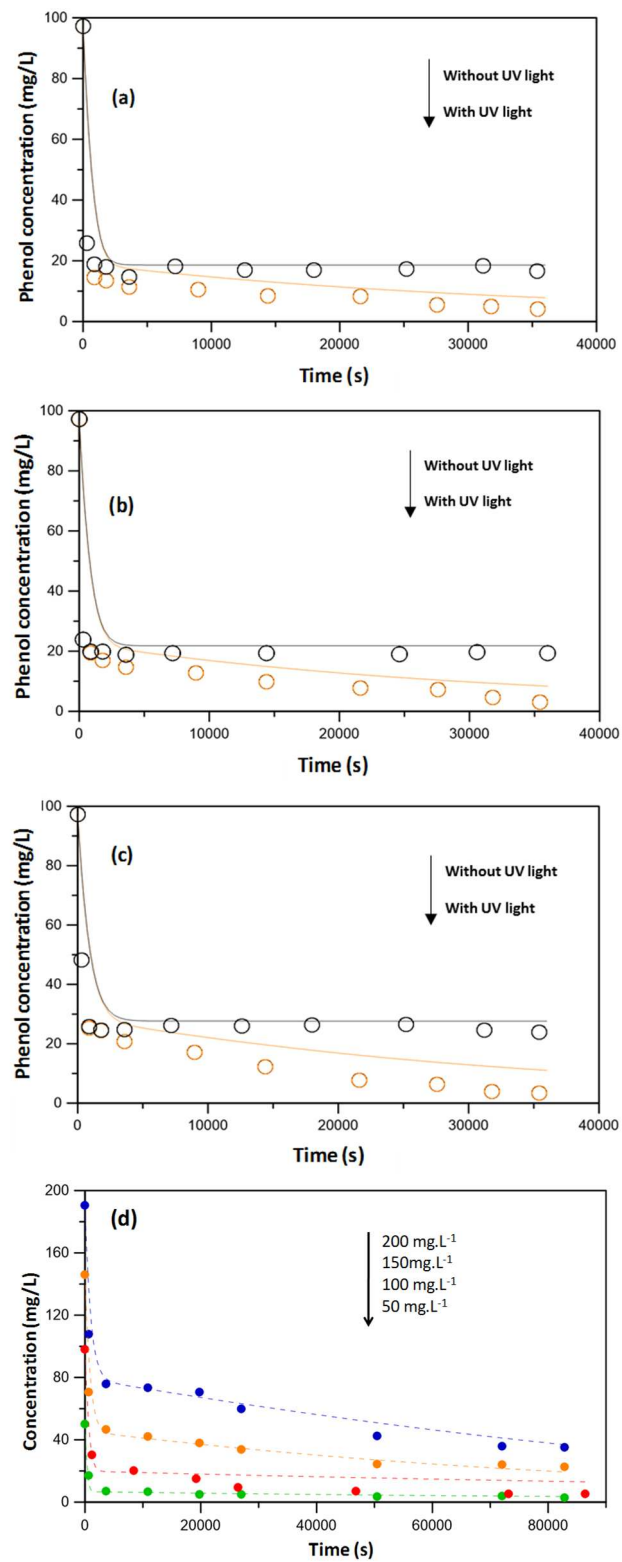 100
80
60
40
20
0
Phenol concentration (mg/L)
(a)
Without UV light
With UV light
0
10000
20000
30000
40000
Time (s)
100
80
60
40
20
0
Phenol concentration (mg/L)
(b)
Without UV light
With UV light
0
10000
20000
30000
40000
Time (s)
100
80
60
40
20
0
Phenol concentration (mg/L)
(c)
Without UV light
With UV light
0
10000
20000
30000
40000
Time (s)
200
160
120
80
40
0
Concentration (mg/L)
(d)
200 mg.L-1
150mg.L-1
100 mg.L-1
50 mg.L-1
0
20000
40000
60000
80000
Time (s)